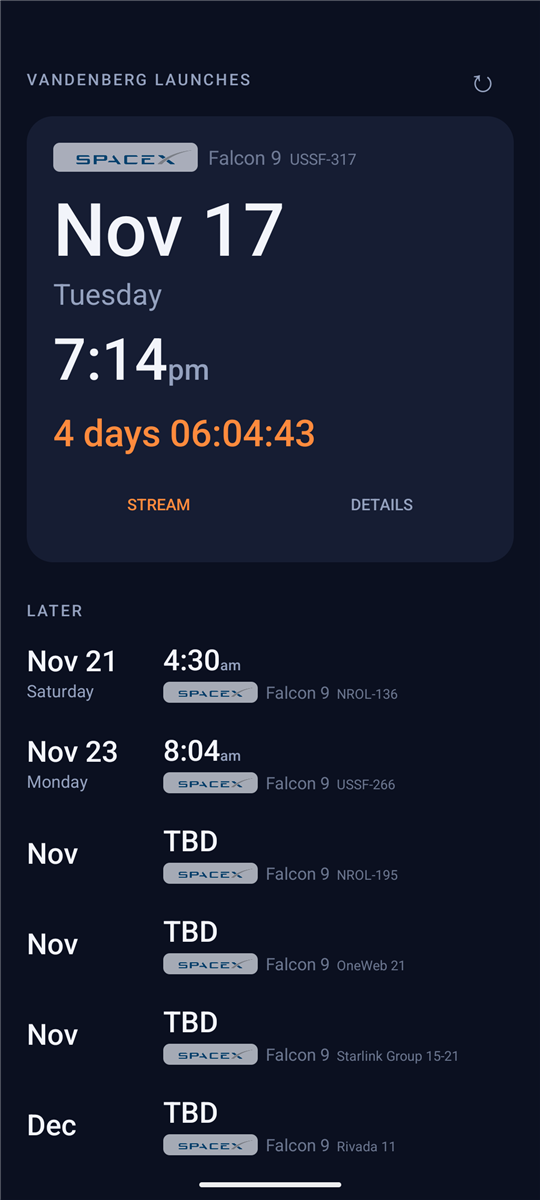 VANDENBERG LAUNCHES
SPACEX Falcon 9 USSF-317
Nov 17
Tuesday
7:14pm
4 days 06:04:43
STREAM DETAILS
LATER
Nov 21 4:30am
Saturday SPACEX Falcon 9 NROL-136
Nov 23 8:04am
Monday SPACEX Falcon 9 USSF-266
Nov TBD
SPACEX Falcon 9 NROL-195
Nov TBD
SPACEX Falcon 9 OneWeb 21
Nov TBD
SPACEX Falcon 9 Starlink Group 15-21
Dec TBD
SPACEX Falcon 9 Rivada 11